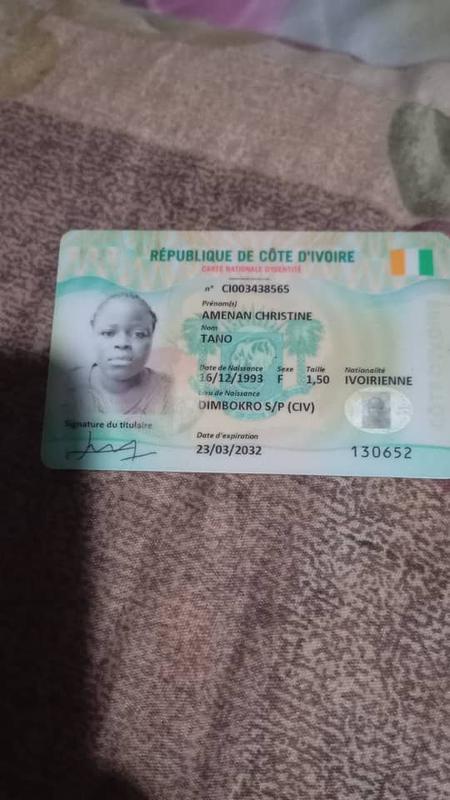 RÉPUBLIQUE DE CÔTE D'IVOIRE
CARTE NATIONALE D'IDENTITÉ
n° CI003438565
Prénom(s)
AMENAN CHRISTINE
Nom
TANO
Date de Naissance Sexe Taille Nationalité
16/12/1993 F 1,50 IVOIRIENNE
Lieu de Naissance
DIMBOKRO S/P (CIV)
Signature du titulaire
Date d'expiration
23/03/2032
130652